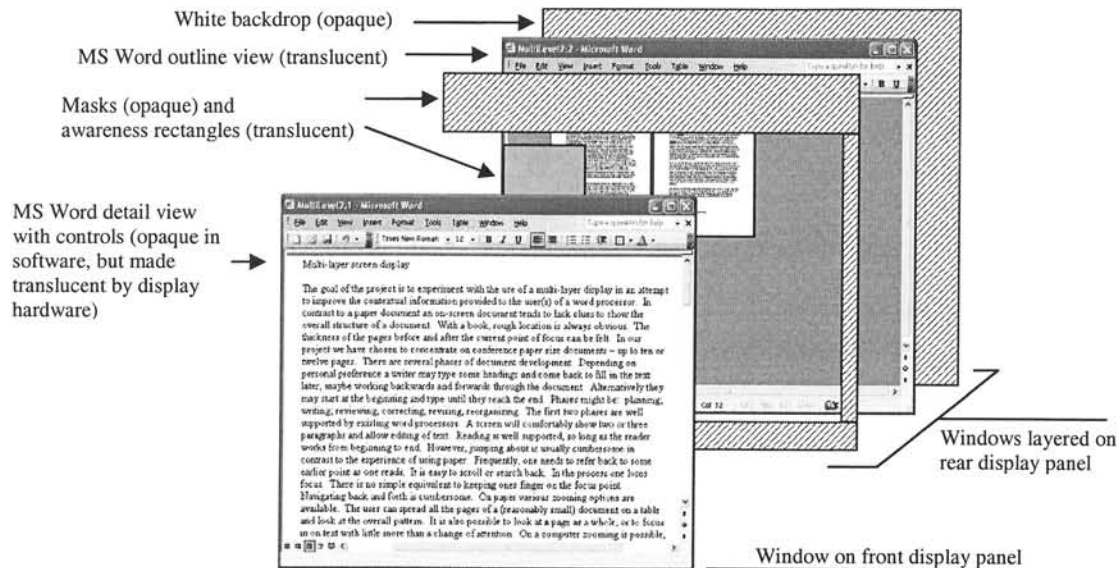 White backdrop (opaque)
MS Word outline view (translucent)
Masks (opaque) and
awareness rectangles (translucent)
MS Word detail view
with controls (opaque in
software, but made
translucent by display
hardware)
MultiLevel7:2 - Microsoft Word
File Edit View Insert Format Tools Table Window Help
Type a question for help
B U
Col 12
MultiLevel7:1 - Microsoft Word
File Edit View Insert Format Tools Table Window Help
Type a question for help
Times New Roman 12 B I U
Multi-layer screen display
The goal of the project is to experiment with the use of a multi-layer display in an attempt
to improve the contextual information provided to the user(s) of a word processor. In
contrast to a paper document an on-screen document tends to lack clues to show the
overall structure of a document. With a book, rough location is always obvious. The
thickness of the pages before and after the current point of focus can be felt. In our
project we have chosen to concentrate on conference paper size documents – up to ten or
twelve pages. There are several phases of document development. Depending on
personal preference a writer may type some headings and come back to fill in the text
later, maybe working backwards and forwards through the document. Alternatively they
may start at the beginning and type until they reach the end. Phases might be: planning,
writing, reviewing, correcting, revising, reorganizing. The first two phases are well
supported by existing word processors. A screen will comfortably show two or three
paragraphs and allow editing of text. Reading is well supported, so long as the reader
works from beginning to end. However, jumping about is usually cumbersome in
contrast to the experience of using paper. Frequently, one needs to refer back to some
earlier point as one reads. It is easy to scroll or search back. In the process one loses
focus. There is no simple equivalent to keeping ones finger on the focus point.
Navigating back and forth is cumbersome. On paper various zooming options are
available. The user can spread all the pages of a (reasonably small) document on a table
and look at the overall pattern. It is also possible to look at a page as a whole, or to focus
in on text with little more than a change of attention. On a computer zooming is possible,
Windows layered on
rear display panel
Window on front display panel